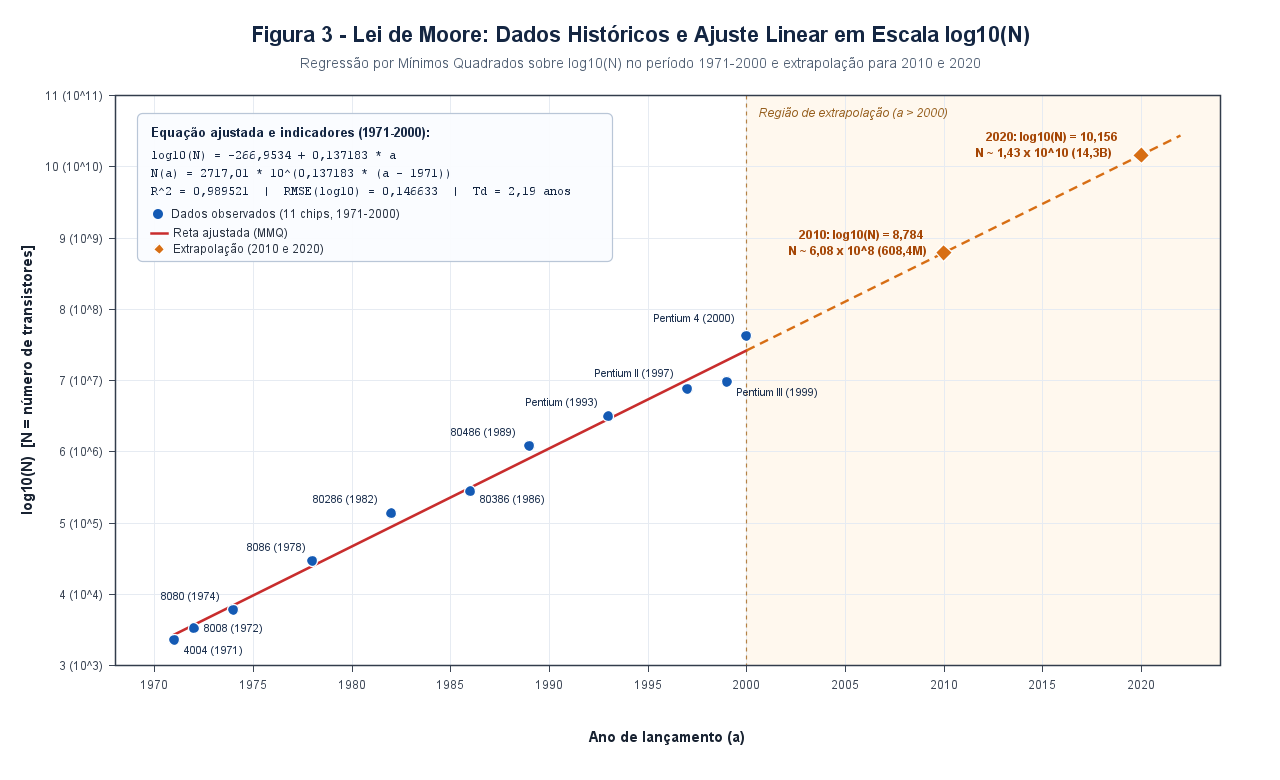 Figura 3 - Lei de Moore: Dados Históricos e Ajuste Linear em Escala log10(N)
Regressão por Mínimos Quadrados sobre log10(N) no período 1971-2000 e extrapolação para 2010 e 2020
11 (10^11)
10 (10^10)
9 (10^9)
8 (10^8)
7 (10^7)
6 (10^6)
5 (10^5)
4 (10^4)
3 (10^3)
log10(N) [N = número de transistores]
Equação ajustada e indicadores (1971-2000):
log10(N) = -266,9534 + 0,137183 * a
N(a) = 2717,01 * 10^(0,137183 * (a - 1971))
R^2 = 0,989521 | RMSE(log10) = 0,146633 | Td = 2,19 anos
Dados observados (11 chips, 1971-2000)
Reta ajustada (MMQ)
Extrapolação (2010 e 2020)
Região de extrapolação (a > 2000)
2020: log10(N) = 10,156
N ~ 1,43 x 10^10 (14,3B)
2010: log10(N) = 8,784
N ~ 6,08 x 10^8 (608,4M)
Pentium 4 (2000)
Pentium II (1997)
Pentium III (1999)
Pentium (1993)
80486 (1989)
80386 (1986)
80286 (1982)
8086 (1978)
8080 (1974)
8008 (1972)
4004 (1971)
1970
1975
1980
1985
1990
1995
2000
2005
2010
2015
2020
Ano de lançamento (a)